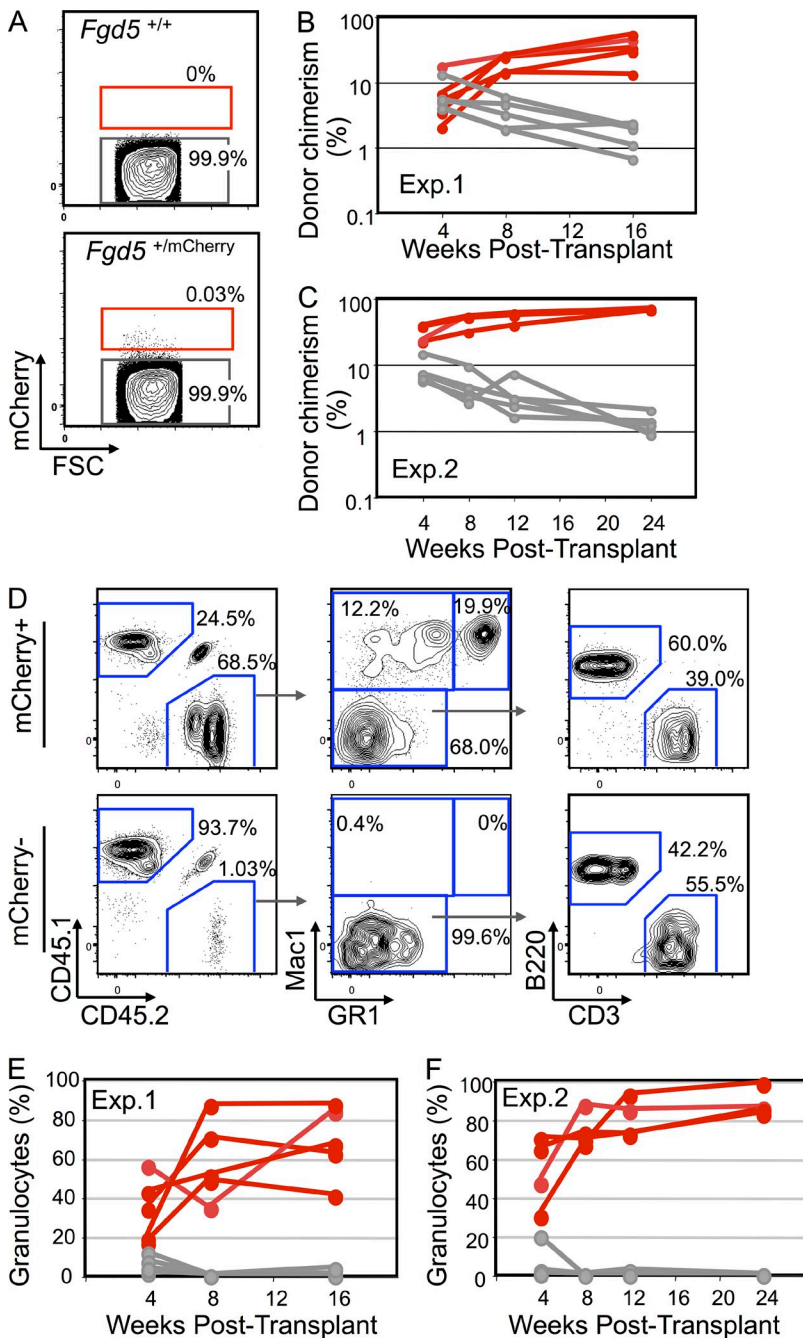 A
Fgd5 +/+
0%
99.9%
0
0
Fgd5 +/mCherry
0.03%
99.9%
0
0
mCherry
FSC
B
100
10
1
0.1
Donor chimerism
(%)
Exp.1
4
8
12
16
Weeks Post-Transplant
C
100
10
1
0.1
Donor chimerism
(%)
Exp.2
4
8
12
16
20
24
Weeks Post-Transplant
D
mCherry+
24.5%
68.5%
0
0
12.2%
19.9%
68.0%
0
0
60.0%
39.0%
0
0
mCherry-
93.7%
1.03%
0
0
CD45.1
CD45.2
0.4%
0%
99.6%
0
0
Mac1
GR1
42.2%
55.5%
0
0
B220
CD3
E
100
80
60
40
20
0
Granulocytes (%)
Exp.1
4
8
12
16
Weeks Post-Transplant
F
100
80
60
40
20
0
Granulocytes (%)
Exp.2
4
8
12
16
20
24
Weeks Post-Transplant